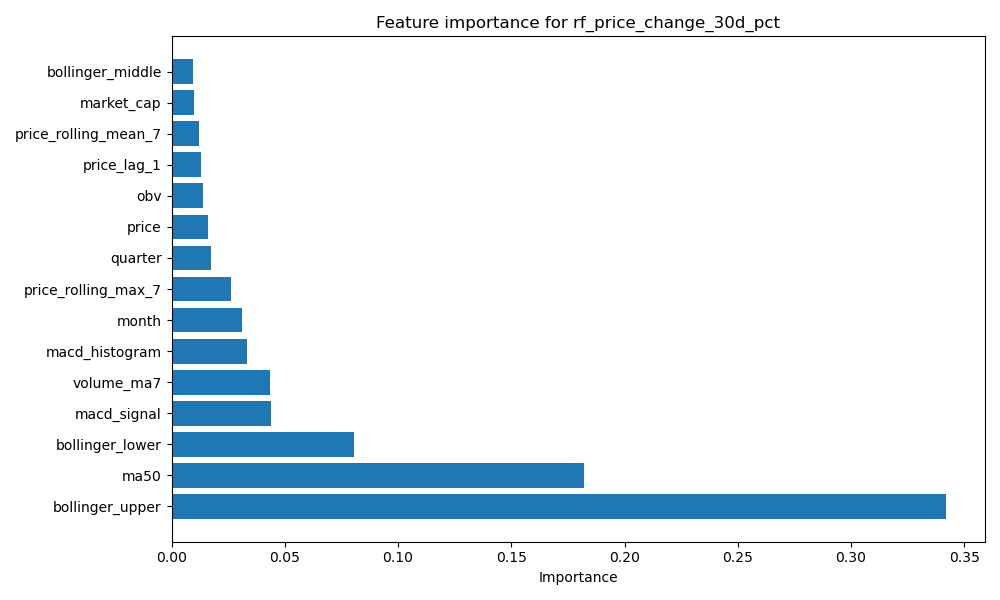 Feature importance for rf_price_change_30d_pct
bollinger_middle
market_cap
price_rolling_mean_7
price_lag_1
obv
price
quarter
price_rolling_max_7
month
macd_histogram
volume_ma7
macd_signal
bollinger_lower
ma50
bollinger_upper
0.00 0.05 0.10 0.15 0.20 0.25 0.30 0.35
Importance